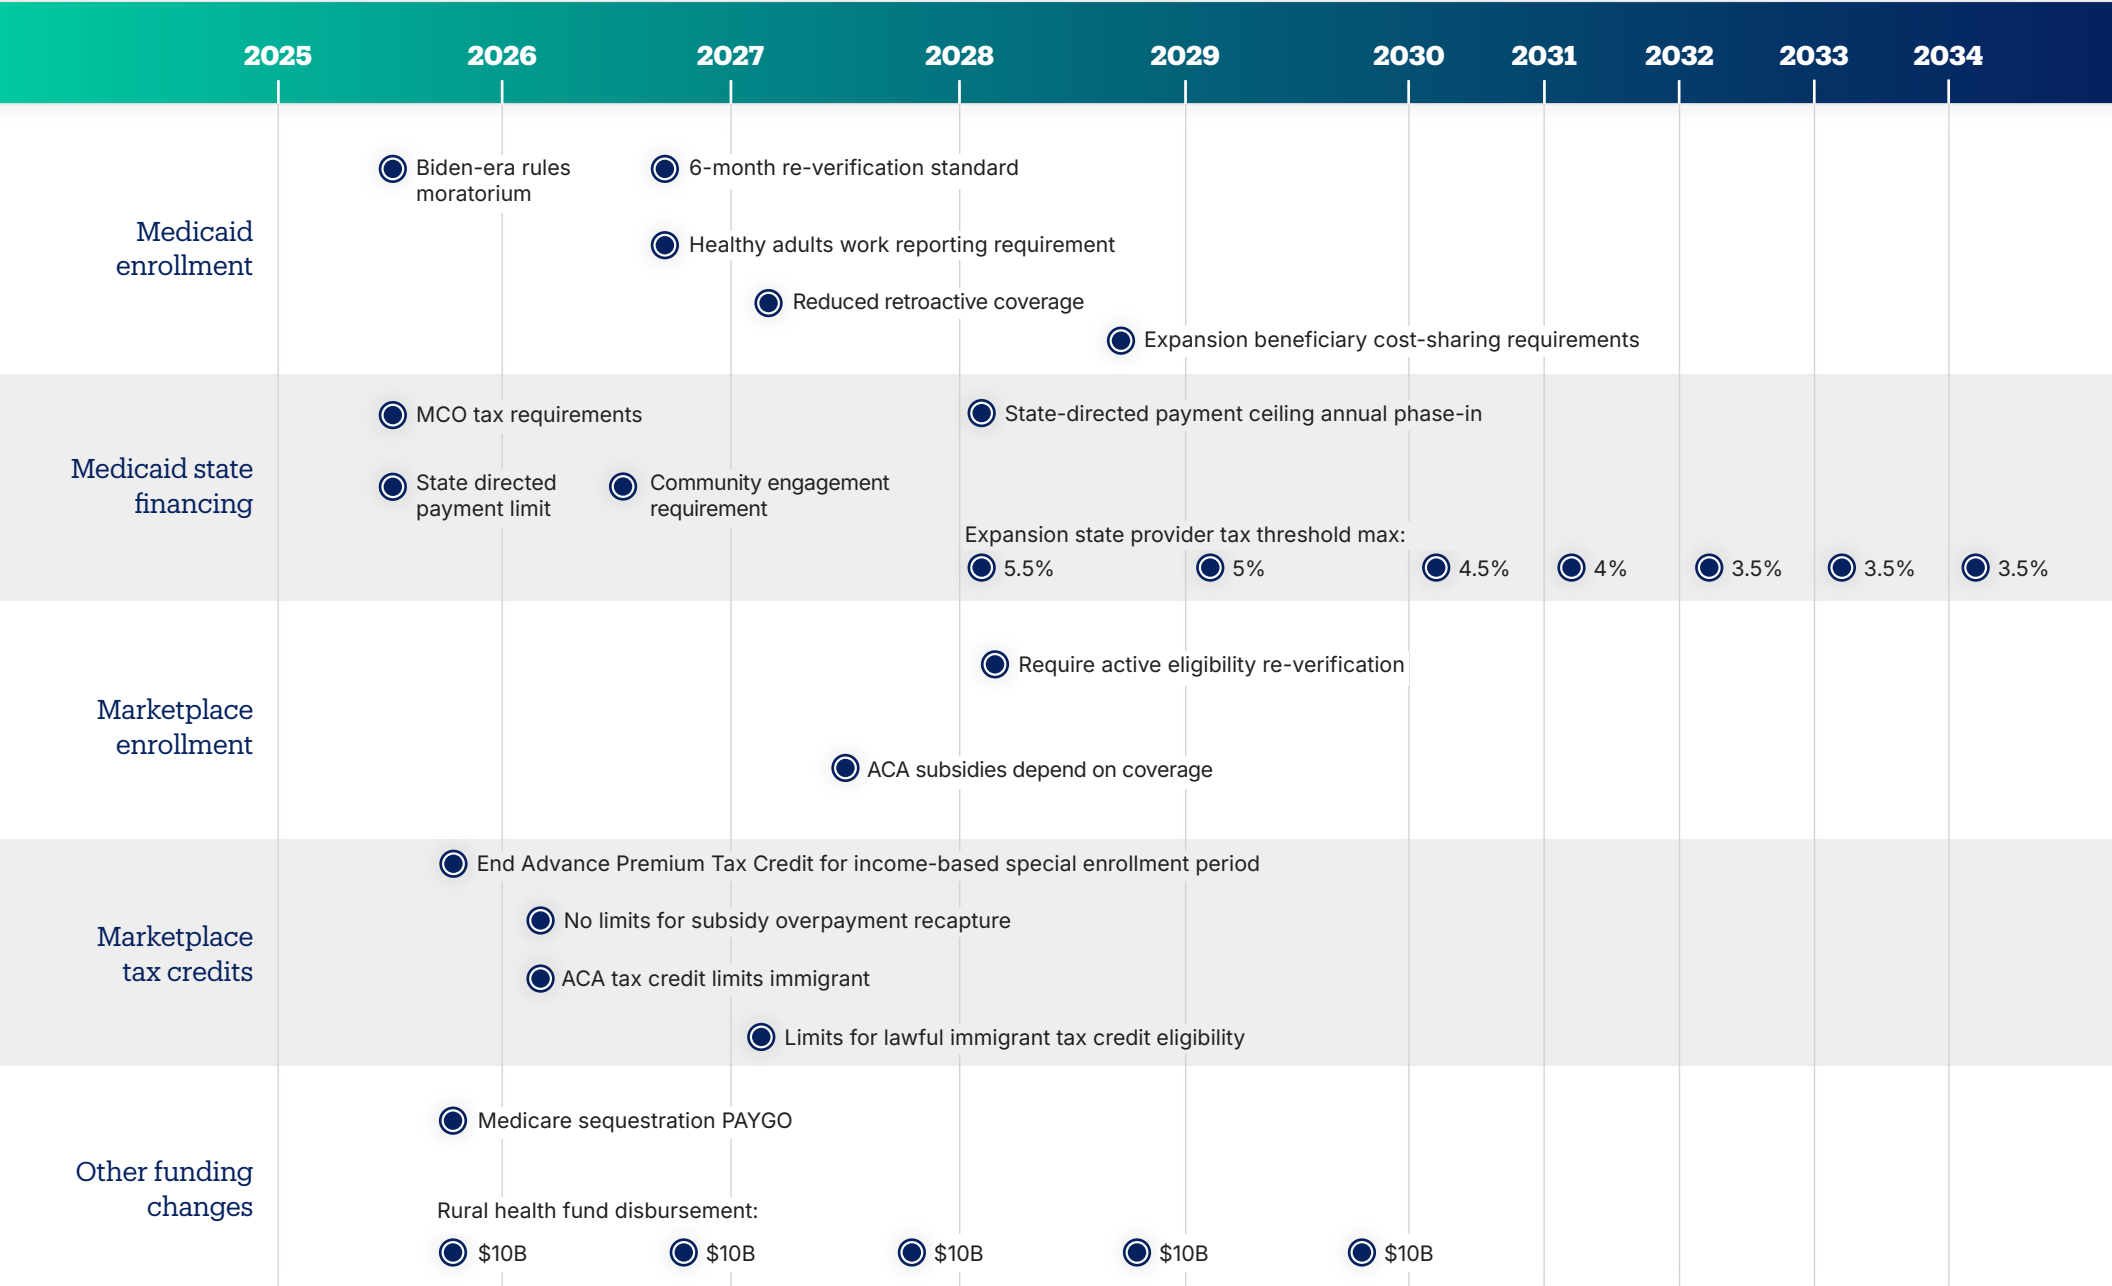 2025 2026 2027 2028 2029 2030 2031 2032 2033 2034
Medicaid
enrollment
Biden-era rules
moratorium
6-month re-verification standard
Healthy adults work reporting requirement
Reduced retroactive coverage
Expansion beneficiary cost-sharing requirements
Medicaid state
financing
MCO tax requirements
State-directed payment ceiling annual phase-in
State directed
payment limit
Community engagement
requirement
Expansion state provider tax threshold max:
5.5% 5% 4.5% 4% 3.5% 3.5% 3.5%
Marketplace
enrollment
Require active eligibility re-verification
ACA subsidies depend on coverage
Marketplace
tax credits
End Advance Premium Tax Credit for income-based special enrollment period
No limits for subsidy overpayment recapture
ACA tax credit limits immigrant
Limits for lawful immigrant tax credit eligibility
Other funding
changes
Medicare sequestration PAYGO
Rural health fund disbursement:
$10B $10B $10B $10B $10B